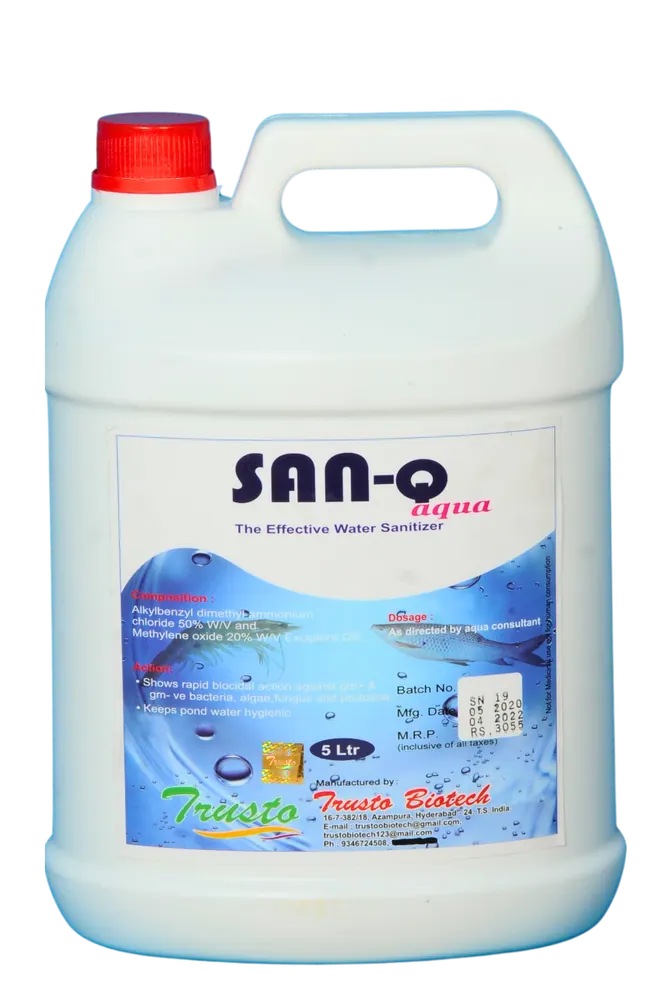 SAN-Q
aqua
The Effective Water Sanitizer
Composition :
Alkylbenzyl dimethyl ammonium
chloride 50% W/V and
Methylene oxide 20% W/V Excipient QS
Dosage :
As directed by aqua consultant
Action
• Shows rapid biocidal action against gm+ &
gm- ve bacteria, algae, fungus and protozoa
• Keeps pond water hygienic
Not for Medicinal use not for human consumption
Batch No. SN 19
Mfg. Date 05 2020
04 2022
M.R.P. RS.3055
(inclusive of all taxes)
Trusto
5 Ltr
Manufactured by :
Trusto
Trusto Biotech
16-7-382/18, Azampura, Hyderabad - 24. T.S. India.
E-mail : trustoobiotech@gmail.com
trustobiotech123@mail.com
Ph : 9346724508,